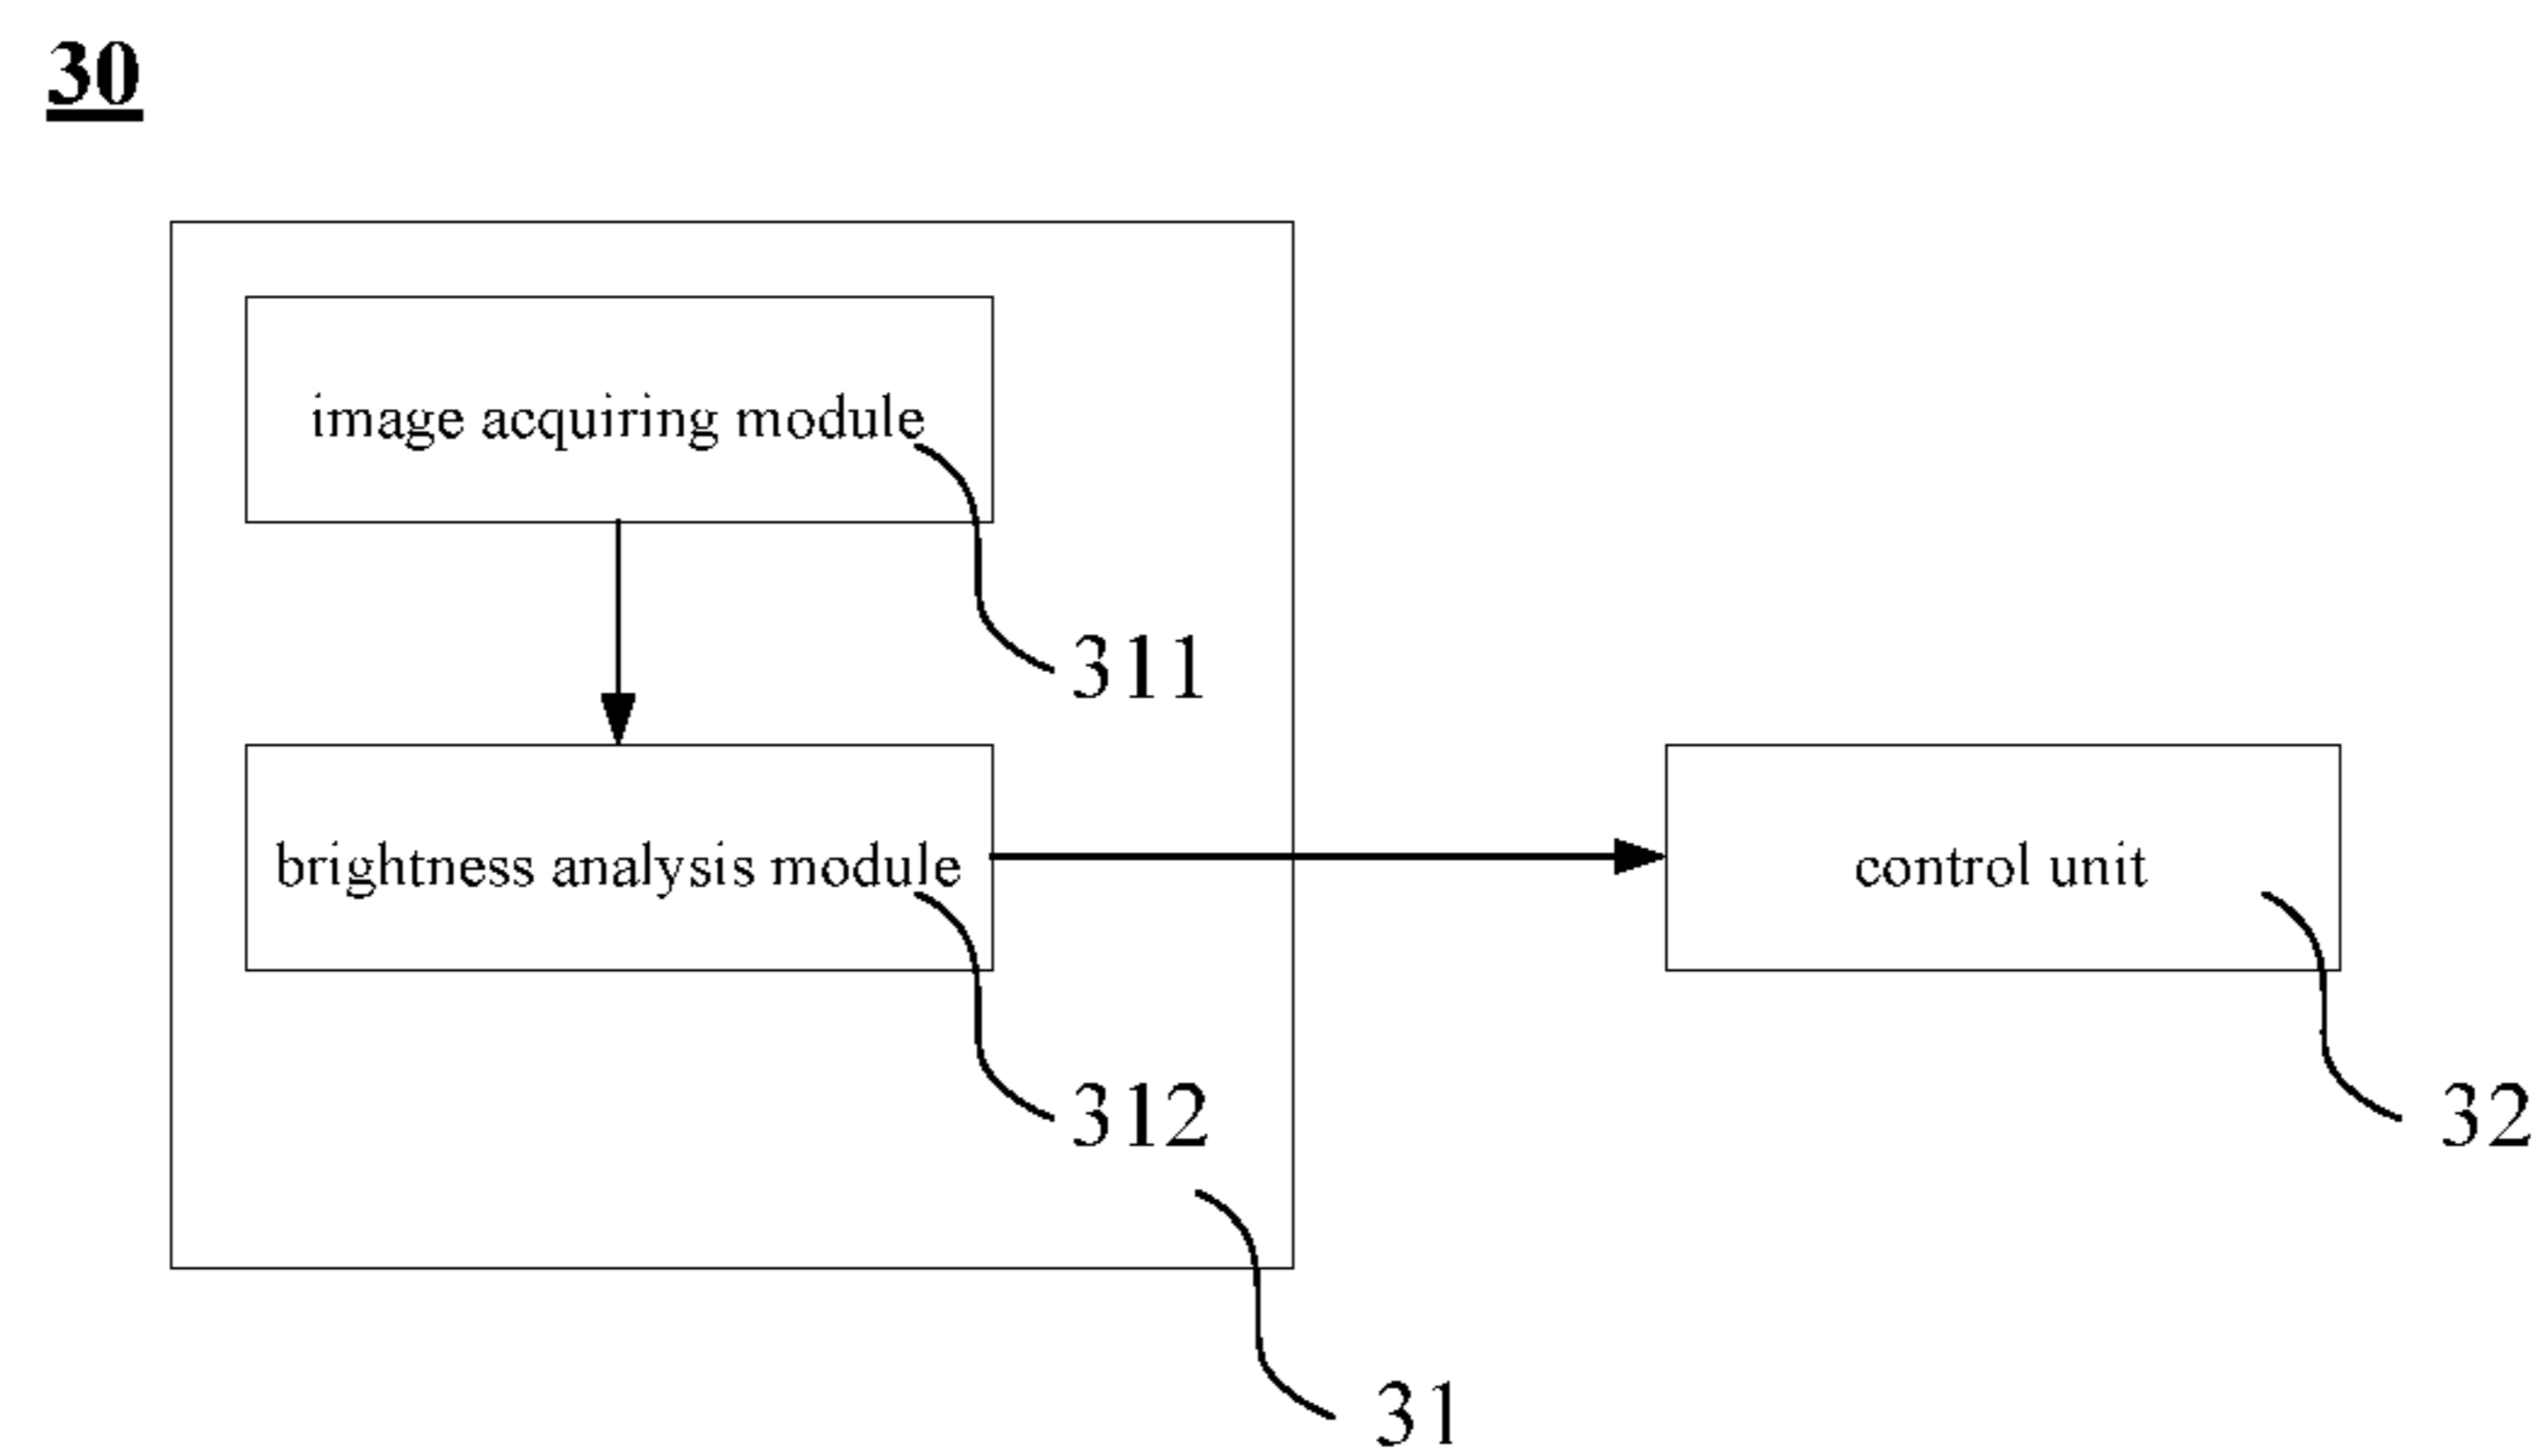 30
image acquiring module
311
brightness analysis module
control unit
312
32
31